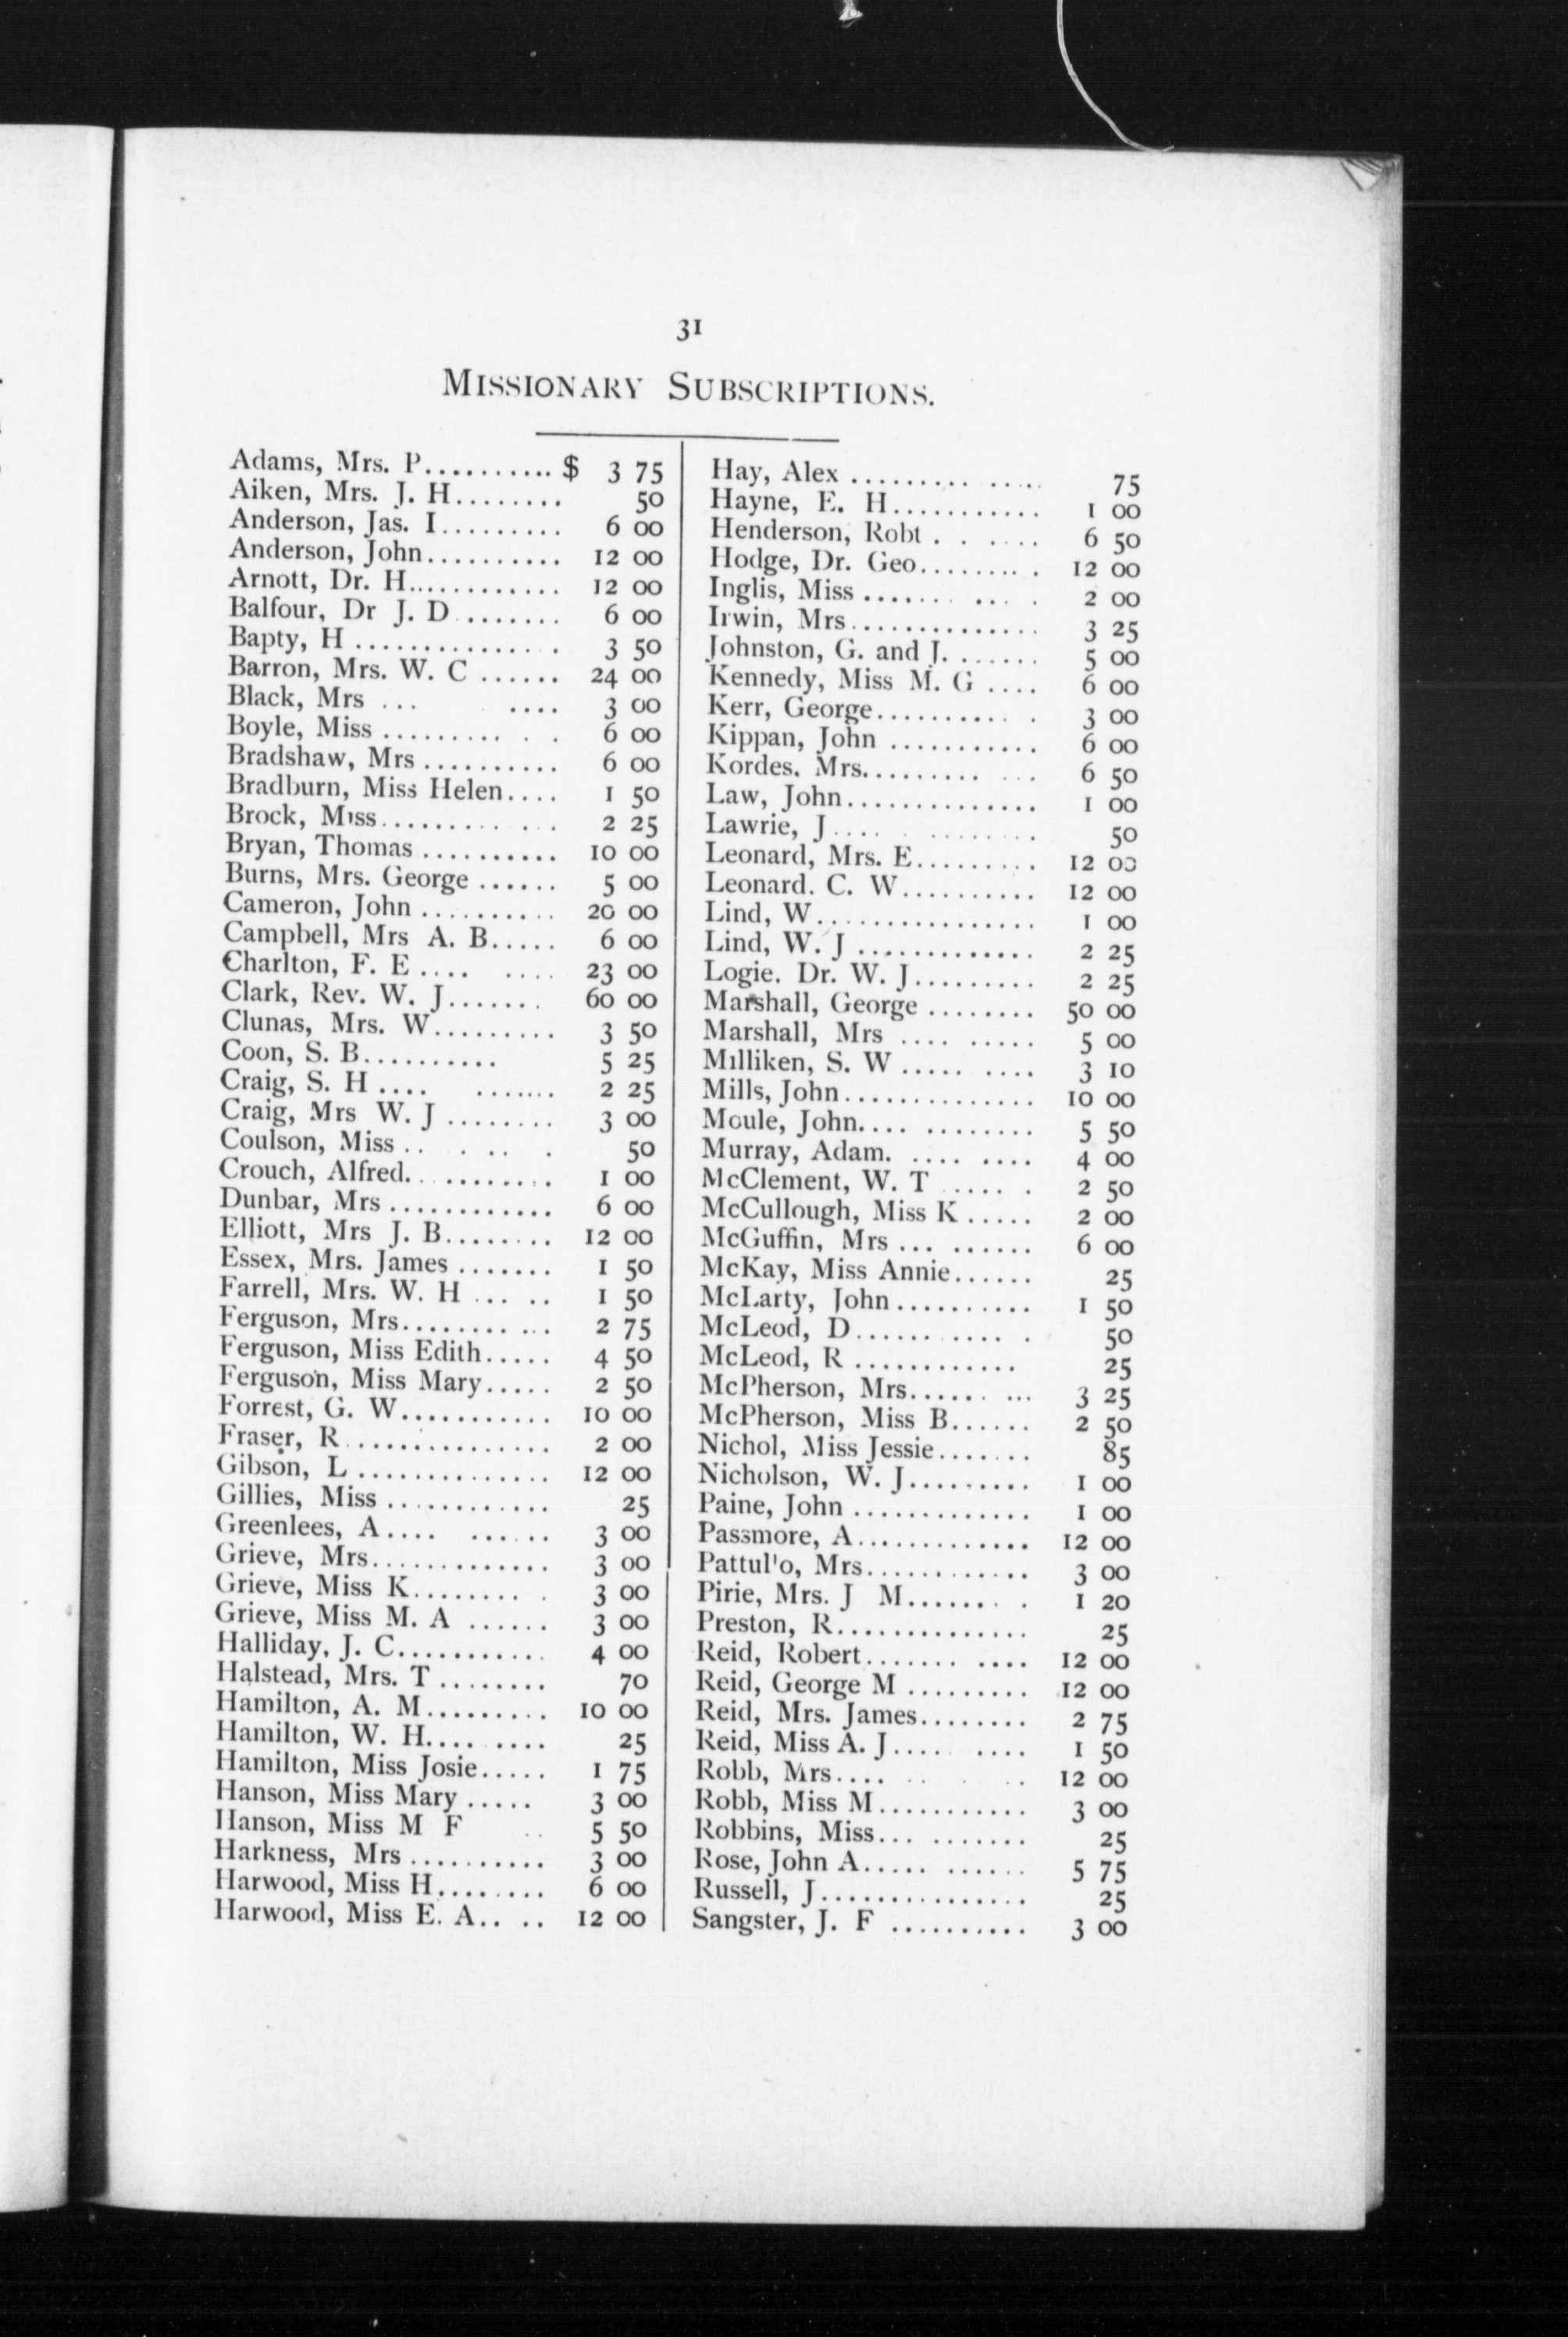 31
MISSIONARY SUBSCRIPTIONS.
Adams, Mrs. P.......... $ 3 75
Aiken, Mrs. J. H........ 50
Anderson, Jas. I......... 6 00
Anderson, John.......... 12 00
Arnott, Dr. H............ 12 00
Balfour, Dr J. D ....... 6 00
Bapty, H ............... 3 50
Barron, Mrs. W. C ...... 24 00
Black, Mrs ... .... 3 00
Boyle, Miss ......... . . 6 00
Bradshaw, Mrs .......... 6 00
Bradburn, Miss Helen.... 1 50
Brock, Miss......... ... 2 25
Bryan, Thomas .......... 10 00
Burns, Mrs. George ...... 5 00
Cameron, John .......... 20 00
Campbell, Mrs A. B..... 6 00
Charlton, F. E .... .... 23 00
Clark, Rev. W. J....... 60 00
Clunas, Mrs. W......... 3 50
Coon, S. B.......... 5 25
Craig, S. H .... ....... 2 25
Craig, Mrs W. J ........ 3 00
Coulson, Miss .. . .. . 50
Crouch, Alfred........... 1 00
Dunbar, Mrs ............ 6 00
Elliott, Mrs J. B........ 12 00
Essex, Mrs. James ....... 1 50
Farrell, Mrs. W. H ... .. 1 50
Ferguson, Mrs........ ... 2 75
Ferguson, Miss Edith..... 4 50
Ferguson, Miss Mary..... 2 50
Forrest, G. W........... 10 00
Fraser, R............... 2 00
Gibson, L .............. 12 00
Gillies, Miss ............ 25
Greenlees, A.... ...... 3 00
Grieve, Mrs............. 3 00
Grieve, Miss K........ . 3 00
Grieve, Miss M. A ...... 3 00
Halliday, J. C........... 4 00
Halstead, Mrs. T ........ 70
Hamilton, A. M......... 10 00
Hamilton, W. H.... .... 25
Hamilton, Miss Josie..... 1 75
Hanson, Miss Mary ..... 3 00
Hanson, Miss M F .. 5 50
Harkness, Mrs .......... 3 00
Harwood, Miss H........ 6 00
Harwood, Miss E. A.. .. 12 00
Hay, Alex ......... ..... 75
Hayne, E. H........... 1 00
Henderson, Robt . . .... 6 50
Hodge, Dr. Geo........ . 12 00
Inglis, Miss ...... ... . 2 00
Irwin, Mrs.............. 3 25
Johnston, G. and J. ...... 5 00
Kennedy, Miss M. G .... 6 00
Kerr, George.......... . 3 00
Kippan, John ........... 6 00
Kordes. Mrs......... ... 6 50
Law, John.............. 1 00
Lawrie, J.... ........ 50
Leonard, Mrs. E......... 12 00
Leonard. C. W.......... 12 00
Lind, W................. 1 00
Lind, W. J ............. 2 25
Logie. Dr. W. J......... 2 25
Marshall, George ........ 50 00
Marshall, Mrs .... ..... 5 00
Milliken, S. W ..... .... 3 10
Mills, John.............. 10 00
Moule, John.... ........ 5 50
Murray, Adam. .... .... 4 00
McClement, W. T ..... . 2 50
McCullough, Miss K ..... 2 00
McGuffin, Mrs ... ...... 6 00
McKay, Miss Annie...... 25
McLarty, John .......... 1 50
McLeod, D........... . 50
McLeod, R ............ 25
McPherson, Mrs...... ... 3 25
McPherson, Miss B...... 2 50
Nichol, Miss Jessie....... 85
Nicholson, W. J......... 1 00
Paine, John ............. 1 00
Passmore, A............. 12 00
Pattul'o, Mrs............ 3 00
Pirie, Mrs. J M....... . 1 20
Preston, R.............. 25
Reid, Robert....... .... 12 00
Reid, George M ......... 12 00
Reid, Mrs. James........ 2 75
Reid, Miss A. J.... .... 1 50
Robb, Mrs.... .. . .. 12 00
Robb, Miss M........... 3 00
Robbins, Miss... ....... 25
Rose, John A..... ...... 5 75
Russell, J............... 25
Sangster, J. F .......... 3 00